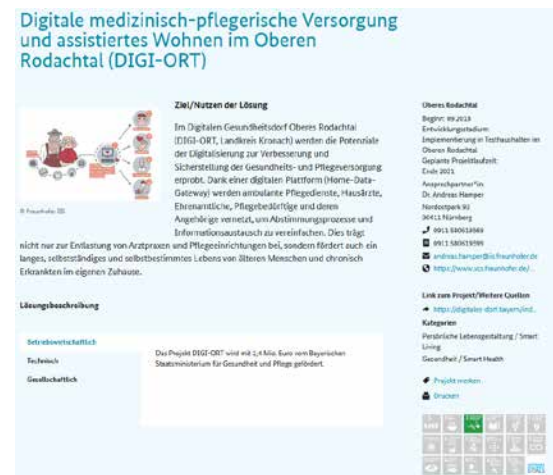 Digitale medizinisch-pflegerische Versorgung
und assistiertes Wohnen im Oberen
Rodachtal (DIGI-ORT)
Ziel/Nutzen der Lösung
Im Digitalen Gesundheitsdorf Oberes Rodachtal
(DIGI-ORT, Landkreis Kronach) werden die Potenziale
der Digitalisierung zur Verbesserung und
Sicherstellung der Gesundheits- und Pflegeversorgung
erprobt. Dank einer digitalen Plattform (Home-Data-
Gateway) werden ambulante Pflegedienste, Hausärzte,
Ehrenamtliche, Pflegebedürftige und deren
Angehörige vernetzt, um Abstimmungsprozesse und
Informationsaustausch zu vereinfachen. Dies trägt
nicht nur zur Entlastung von Arztpraxen und Pflegeeinrichtungen bei, sondern fördert auch ein
langes, selbstständiges und selbstbestimmtes Lebens von älteren Menschen und chronisch
Erkrankten im eigenen Zuhause.
© Fraunhofer IIS
Lösungsbeschreibung
Betriebswirtschaftlich
Technisch
Gesellschaftlich
Das Projekt DIGI-ORT wird mit 2,4 Mio. Euro vom Bayerischen
Staatsministerium für Gesundheit und Pflege gefördert.
Oberes Rodachtal
Beginn: 09.2018
Entwicklungsstadium:
Implementierung in Testhaushalten im
Oberen Rodachtal
Geplante Projektlaufzeit:
Ende 2021
Ansprechpartner*in
Dr. Andreas Hamper
Nordostpark 93
90411 Nürnberg
andreas.hamper@iis.fraunhofer.de
https://www.scs.fraunhofer.de/...
Link zum Projekt/Weitere Quellen
https://digitales-dorf.bayern/ind...
Kategorien
Persönliche Lebensgestaltung / Smart
Living
Gesundheit / Smart Health
Projekt merken
Drucken